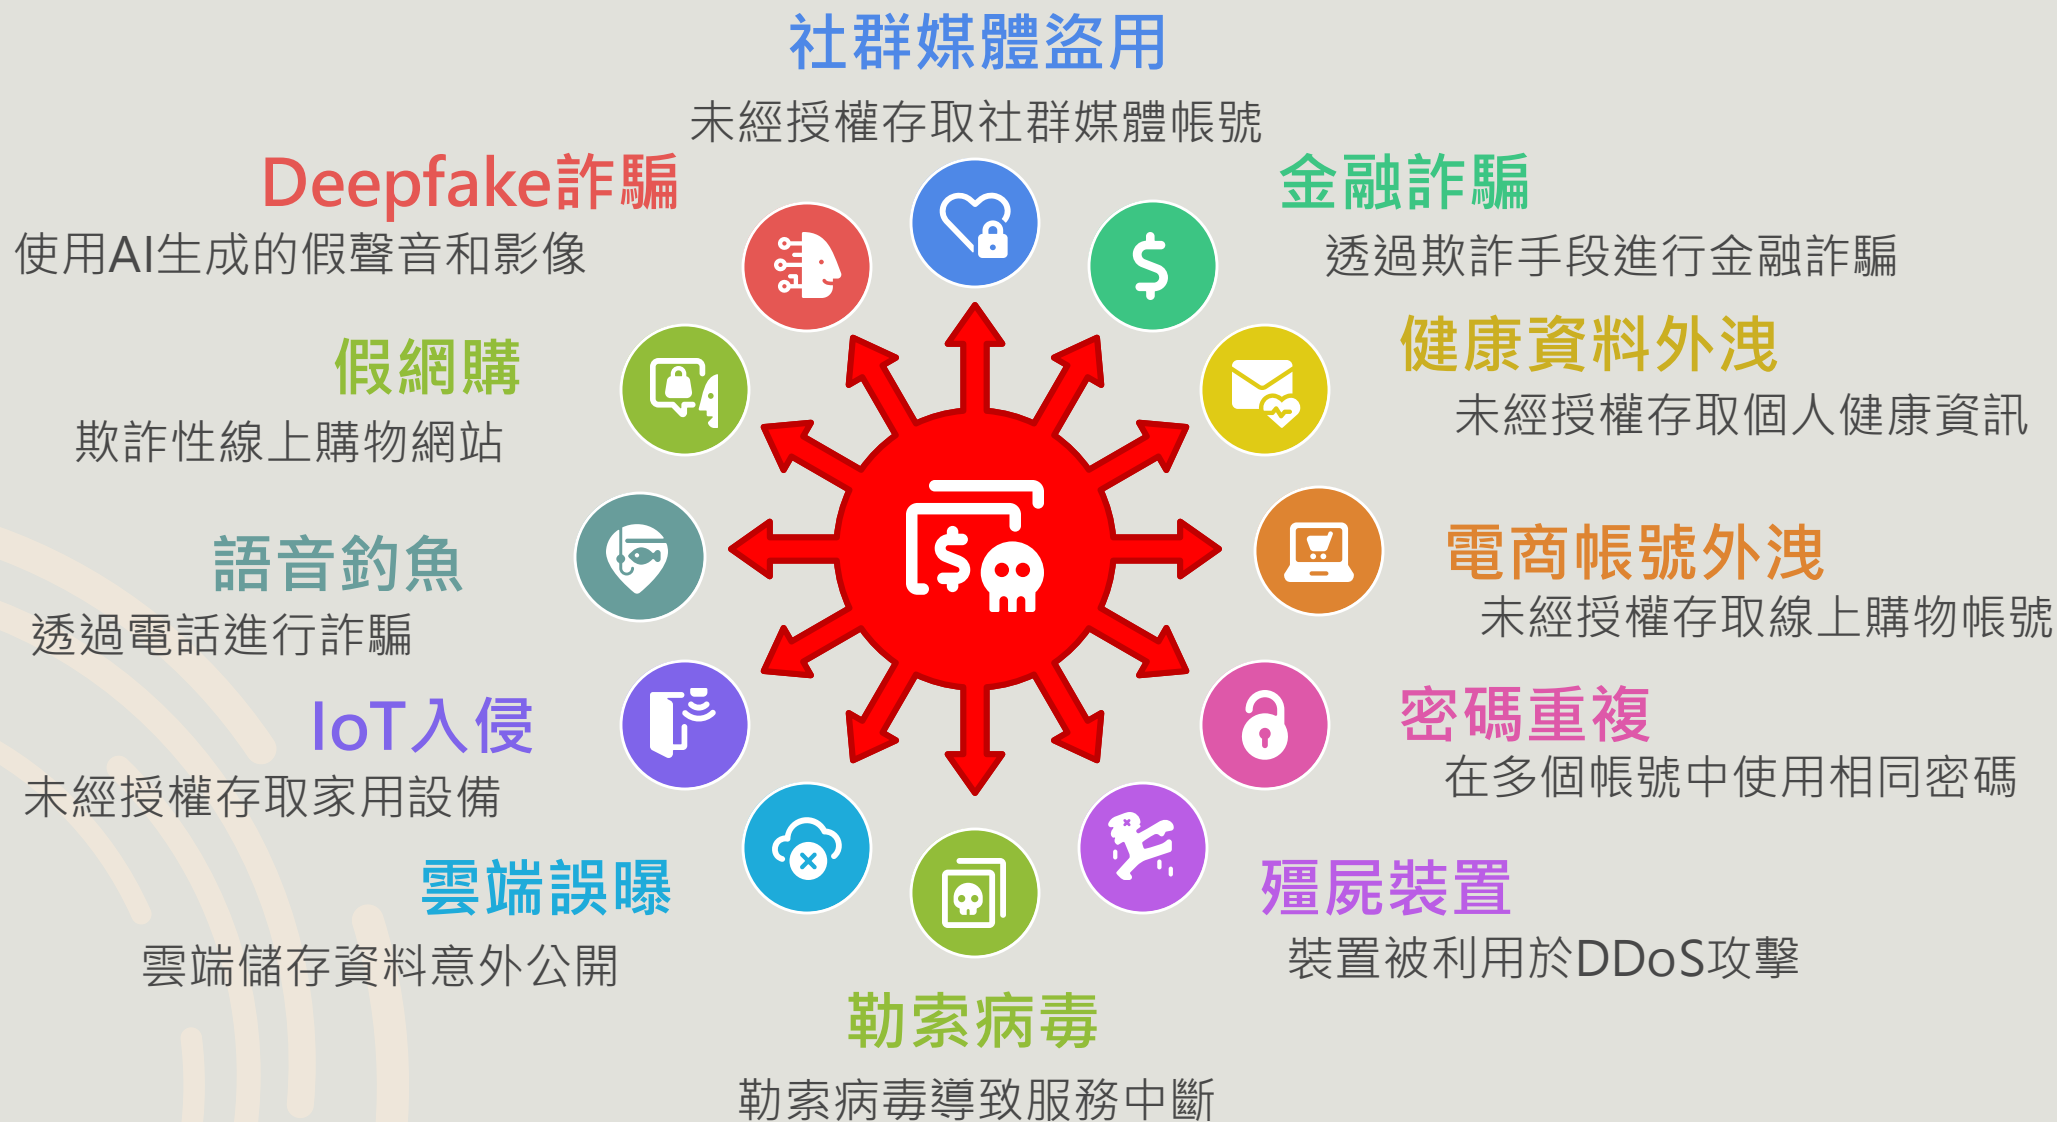 社群媒體盜用
未經授權存取社群媒體帳號
金融詐騙
透過欺詐手段進行金融詐騙
健康資料外洩
未經授權存取個人健康資訊
電商帳號外洩
未經授權存取線上購物帳號
密碼重複
在多個帳號中使用相同密碼
殭屍裝置
裝置被利用於DDoS攻擊
勒索病毒
勒索病毒導致服務中斷
雲端誤曝
雲端儲存資料意外公開
IoT入侵
未經授權存取家用設備
語音釣魚
透過電話進行詐騙
假網購
欺詐性線上購物網站
Deepfake詐騙
使用AI生成的假聲音和影像